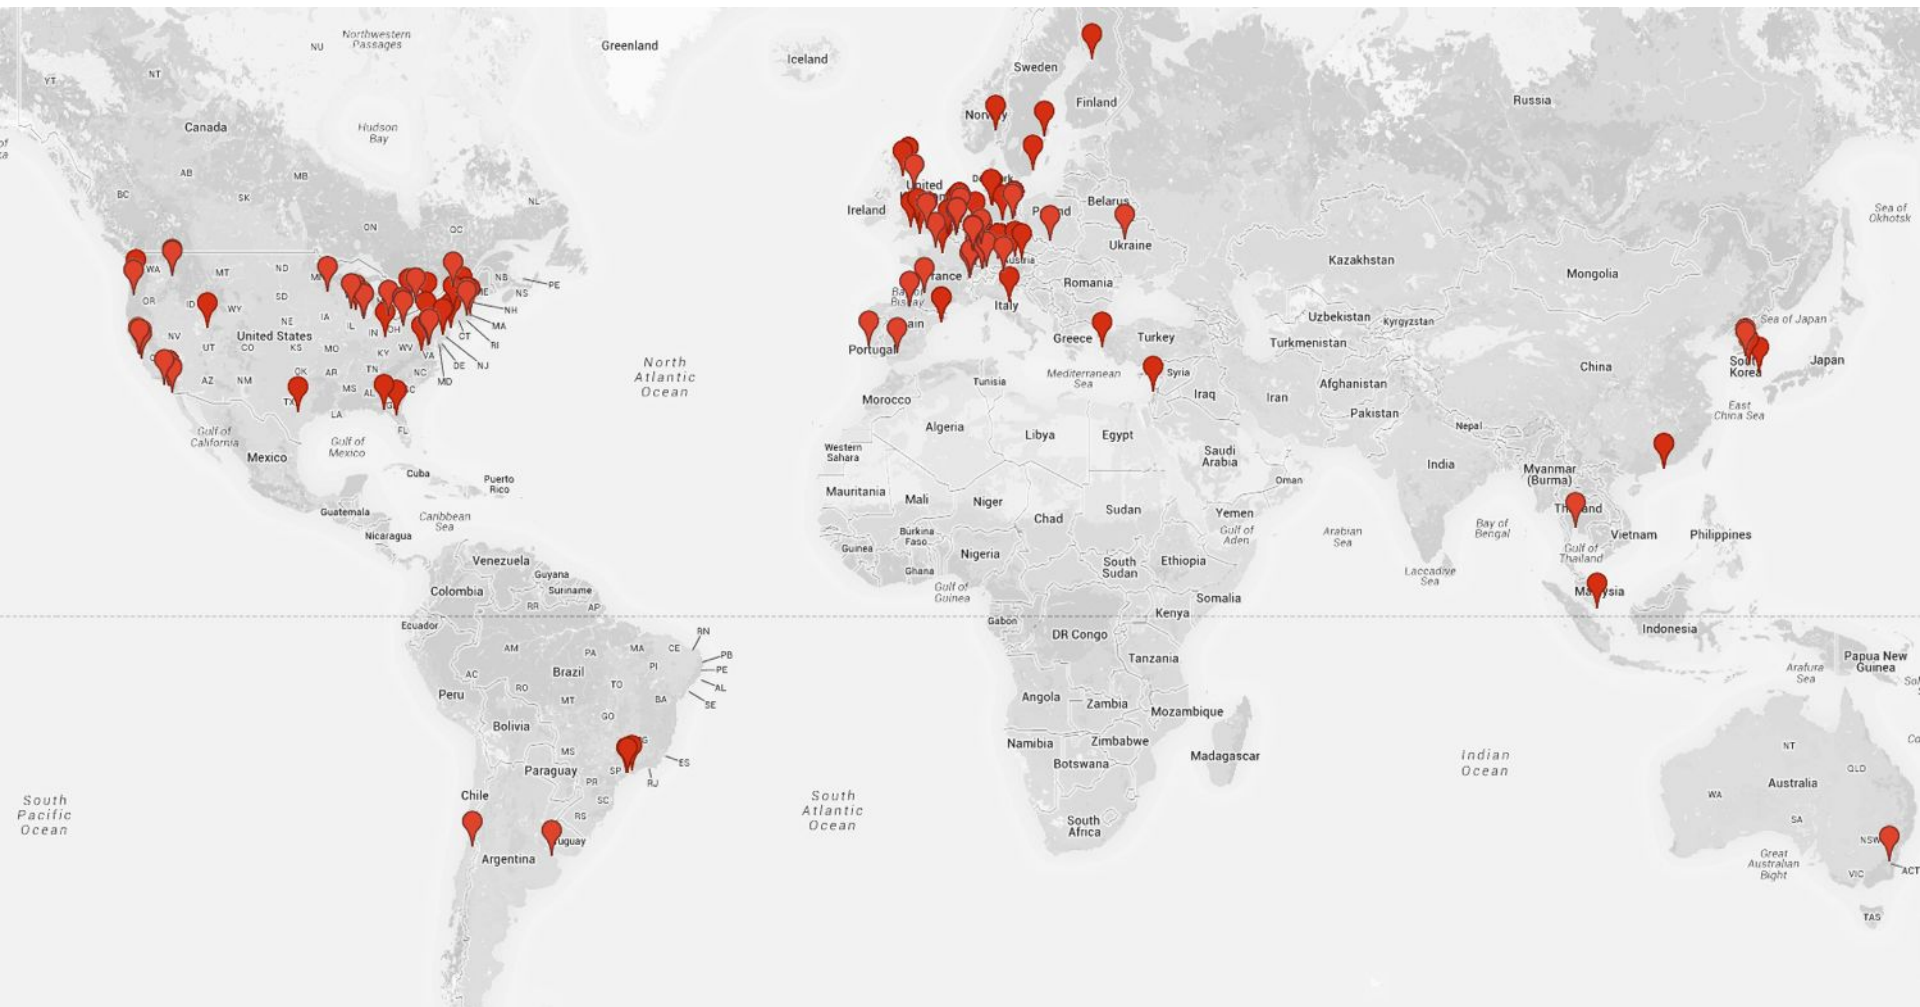 Northwestern
Passages
NU
Greenland
Iceland
Sweden
YT
NT
Finland
Russia
Canada
Hudson
Bay
Norw y
AB
MB
BC
SK
NL
United
Ireland
Belarus
Sea of
Okhotsk
ON
QC
Ukraine
WA
MT
ND
NB
PE
NS
Kazakhstan
Mongolia
rance
Austria
Romania
OR
ID
WY
SD
NH
Bay of
Biscay
Italy
NE
IA
IL
IN
OH
MA
Uzbekistan
Kyrgyzstan
Sea of Japan
NV
United States
CT
RI
Greece
Turkey
Turkmenistan
UT
CO
KS
MO
KY
WV
VA
DE
NJ
MD
Portugal
China
Japan
South
Korea
North
Atlantic
Ocean
Mediterranean
Sea
Syria
AZ
NM
OK
AR
TN
NC
Tunisia
Iraq
Iran
Afghanistan
TX
MS
AL
LA
Morocco
Pakistan
East
China Sea
Gulf of
California
Gulf of
Mexico
FL
Algeria
Libya
Egypt
Nepal
Mexico
Western
Sahara
Saudi
Arabia
India
Myanmar
(Burma)
Cuba
Puerto
Rico
Mauritania
Mali
Niger
Chad
Sudan
Oman
Yemen
Gulf of
Aden
Guatemala
Caribbean
Sea
Nicaragua
Burkina
Faso
Guinea
Nigeria
Ghana
Gulf of
Guinea
South
Sudan
Ethiopia
Arabian
Sea
Bay of
Bengal
Th nd
Gulf of
Thailand
Vietnam
Philippines
Laccadive
Sea
Venezuela
Guyana
Suriname
Colombia
RR
AP
Somalia
Ma ysia
Ecuador
Gabon
Kenya
DR Congo
Indonesia
RN
AM
PA
MA
CE
PB
PE
AL
SE
PI
Tanzania
Papua New
Guinea
Arafura
Sea
AC
Brazil
TO
RO
MT
BA
Peru
GO
Angola
Zambia
Mozambique
Bolivia
MS
Namibia
Zimbabwe
Botswana
Madagascar
Indian
Ocean
NT
QLD
Paraguay
SP
PR
RJ
ES
Australia
WA
SA
Chile
SC
RS
South
Pacific
Ocean
South
Atlantic
Ocean
South
Africa
uguay
Argentina
NSW
Great
Australian
Bight
VIC
ACT
TAS